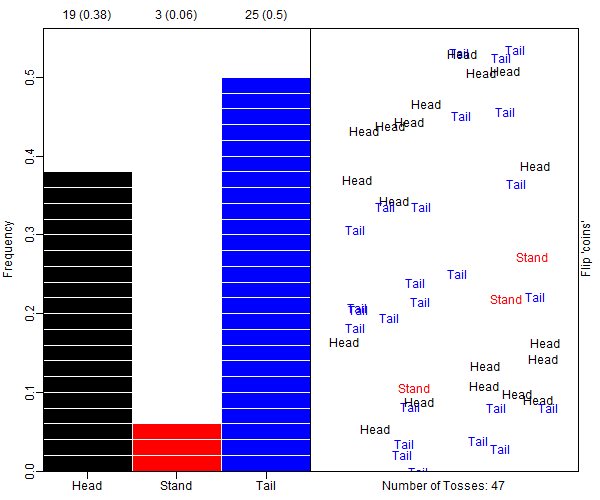 19 (0.38) 3 (0.06) 25 (0.5)
Frequency
0.5
0.4
0.3
0.2
0.1
0.0
Head Stand Tail
Head Tail Tail
Tail
Head Head
Head
Tail Tail
Head Head Head
Head
Head Tail
Head
Tail Tail
Tail
Stand
Tail
Tail
Stand Tail
Tail
Tail
Tail
Tail
Tail
Head Head
Head
Head
Stand Head
Head
Head Head
Tail Tail Tail
Head
Tail Tail
Tail
Tail
Tail
Number of Tosses: 47
Flip 'coins'